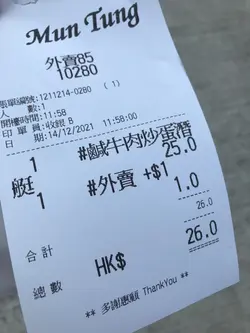 Mun Tung
外賣85
10280
賬單編號:1211214-0280 (1)
人 數:1
開檯時間:11:58
印單員:收銀 B
日 期:14/12/2021 11:58:00
1 #鹹牛肉炒蛋潛
25.0
艇 #外賣 +$1
1 1.0
合計 26.0
總數 HK$ 26.0
** 多謝惠顧 ThankYou **